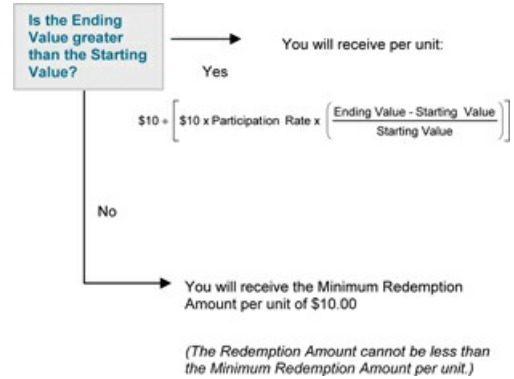 Is the Ending
Value greater
than the Starting
Value?
You will receive per unit:
Yes
$10 + [ $10 x Participation Rate x ( Ending Value - Starting Value
Starting Value ) ]
No
You will receive the Minimum Redemption
Amount per unit of $10.00
(The Redemption Amount cannot be less than
the Minimum Redemption Amount per unit.)